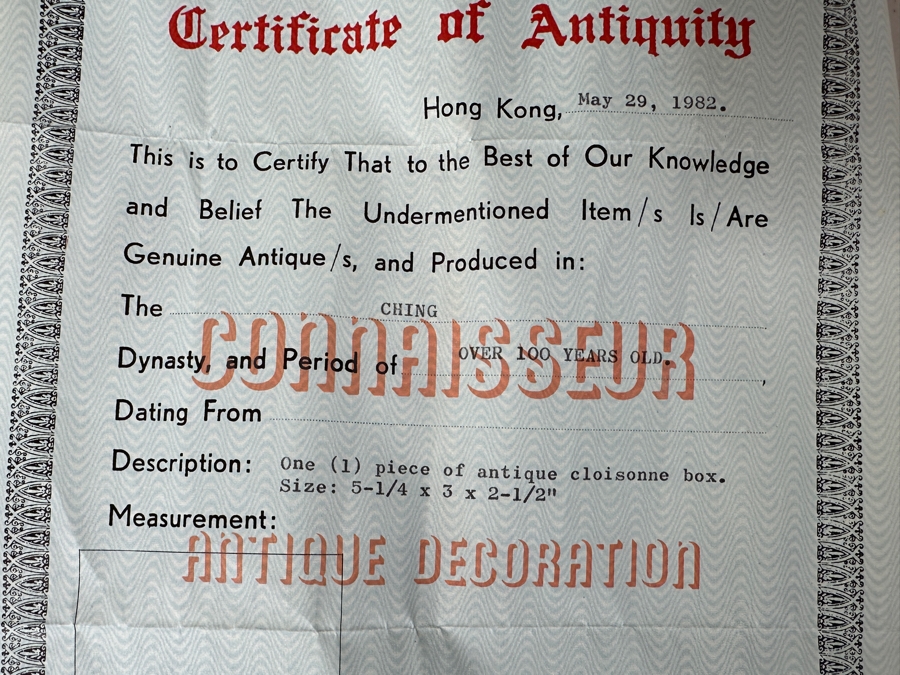 Certificate of Antiquity
Hong Kong, May 29, 1982.
This is to Certify That to the Best of Our Knowledge
and Belief The Undermentioned Item/s Is/Are
Genuine Antique/s, and Produced in:
The CHING
CONNAISSEUR
Dynasty, and Period of OVER 100 YEARS OLD.,
Dating From
Description: One (1) piece of antique cloisonne box.
Size: 5-1/4 x 3 x 2-1/2"
Measurement:
ANTIQUE DECORATION